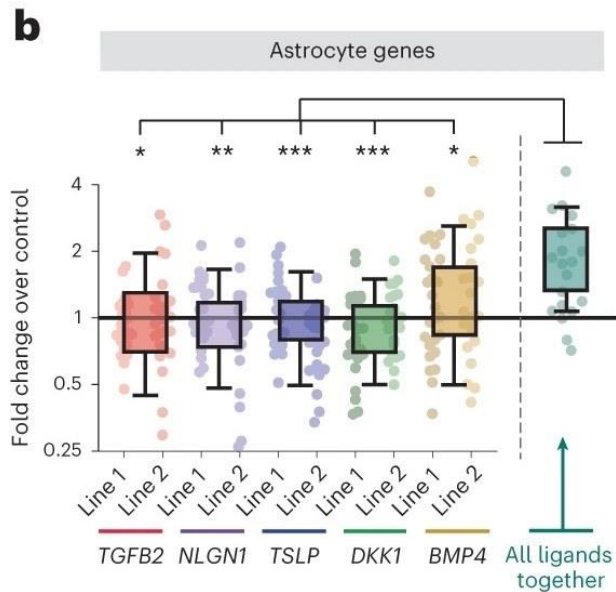 b
Astrocyte genes
* ** *** *** *
Fold change over control
4
2
1
0.5
0.25
Line 1 Line 2 Line 1 Line 2 Line 1 Line 2 Line 1 Line 2 Line 1 Line 2
TGFB2 NLGN1 TSLP DKK1 BMP4 All ligands
together